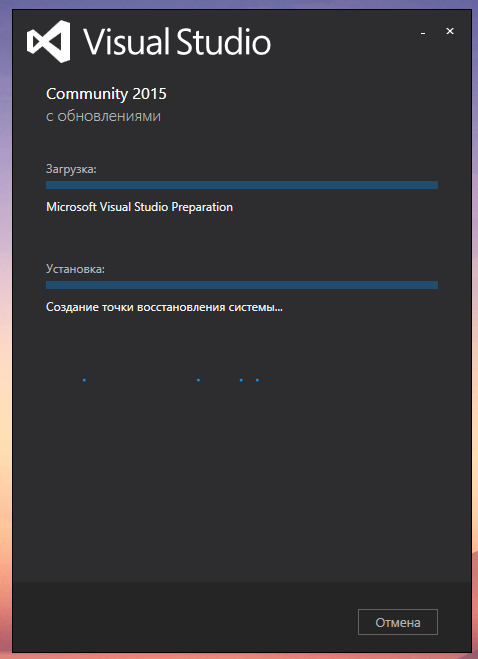 Visual Studio
Community 2015
с обновлениями
Загрузка:
Microsoft Visual Studio Preparation
Установка:
Создание точки восстановления системы...
Отмена